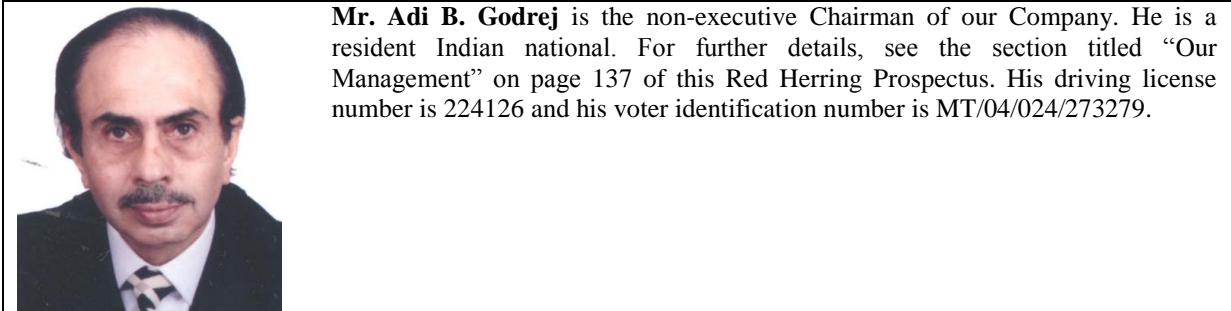 Mr. Adi B. Godrej is the non-executive Chairman of our Company. He is a
resident Indian national. For further details, see the section titled “Our
Management” on page 137 of this Red Herring Prospectus. His driving license
number is 224126 and his voter identification number is MT/04/024/273279.